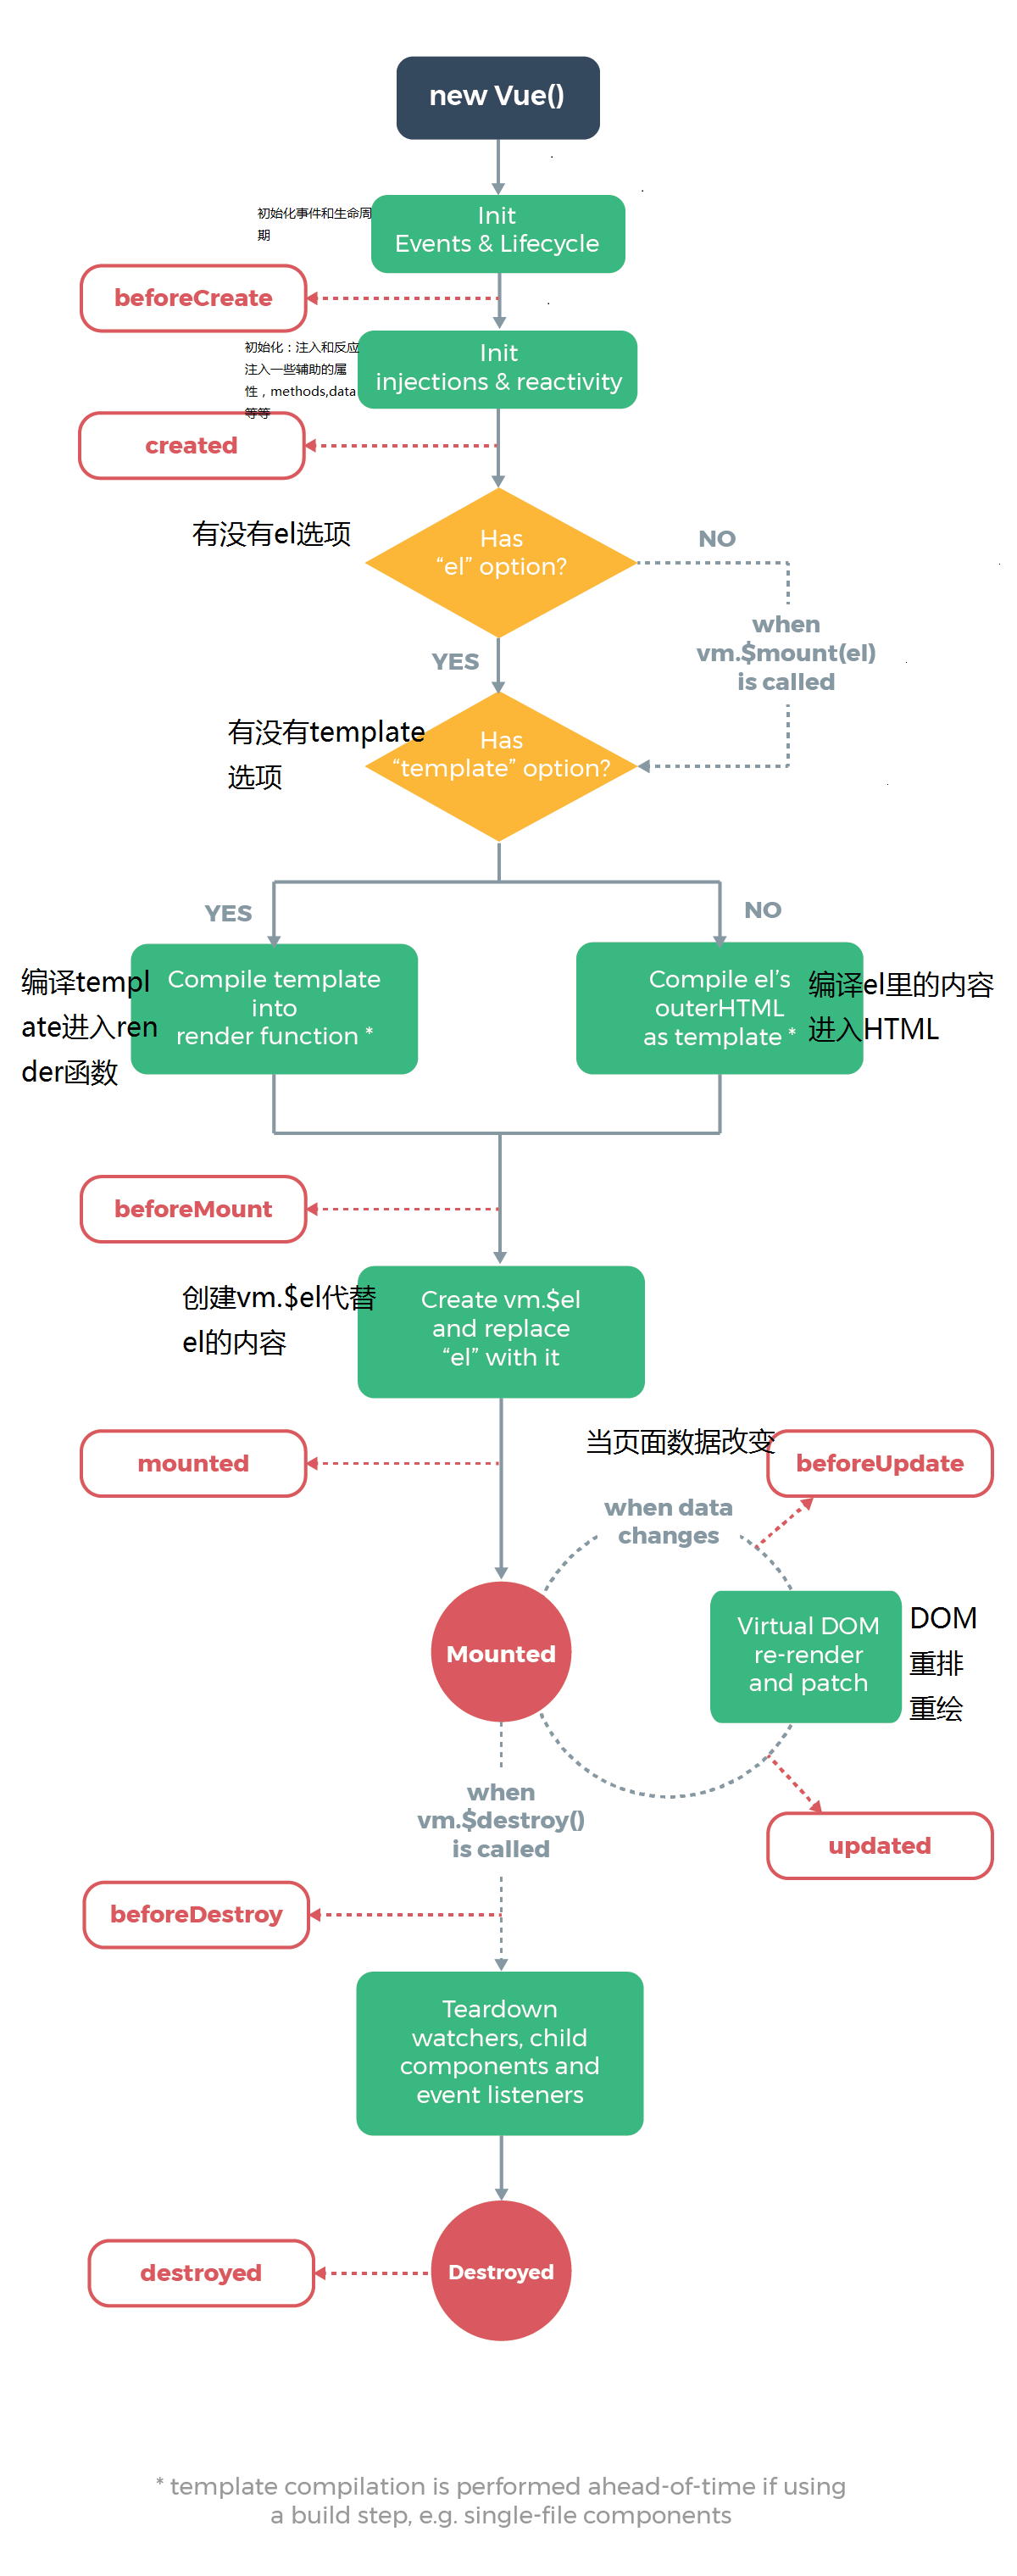 new Vue()
初始化事件和生命周
期
Init
Events & Lifecycle
beforeCreate
初始化：注入和反应
注入一些辅助的属
性，methods,data
等等
Init
injections & reactivity
created
有没有el选项
Has
“el” option?
NO
when
vm.$mount(el)
is called
YES
有没有template
选项
Has
“template” option?
YES
NO
编译templ
ate进入ren
der函数
Compile template
into
render function *
Compile el’s
outerHTML
as template *
编译el里的内容
进入HTML
beforeMount
创建vm.$el代替
el的内容
Create vm.$el
and replace
“el” with it
mounted
当页面数据改变
beforeUpdate
when data
changes
Mounted
Virtual DOM
re-render
and patch
DOM
重排
重绘
when
vm.$destroy()
is called
updated
beforeDestroy
Teardown
watchers, child
components and
event listeners
destroyed
Destroyed
* template compilation is performed ahead-of-time if using
a build step, e.g. single-file components